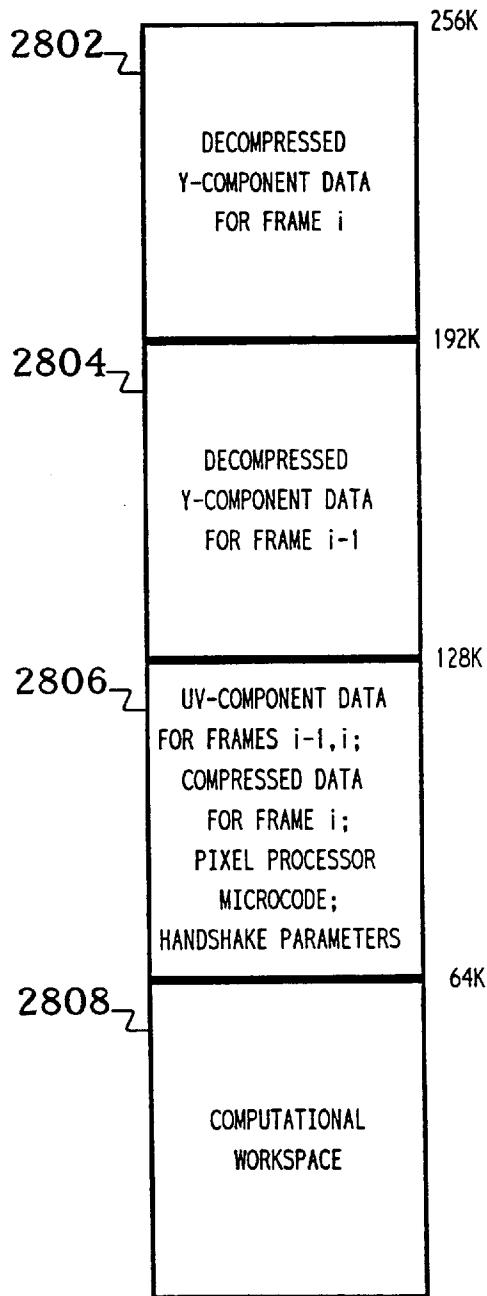 256K
2802
DECOMPRESSED
Y-COMPONENT DATA
FOR FRAME i
192K
2804
DECOMPRESSED
Y-COMPONENT DATA
FOR FRAME i-1
128K
2806
UV-COMPONENT DATA
FOR FRAMES i-1,i;
COMPRESSED DATA
FOR FRAME i;
PIXEL PROCESSOR
MICROCODE;
HANDSHAKE PARAMETERS
64K
2808
COMPUTATIONAL
WORKSPACE